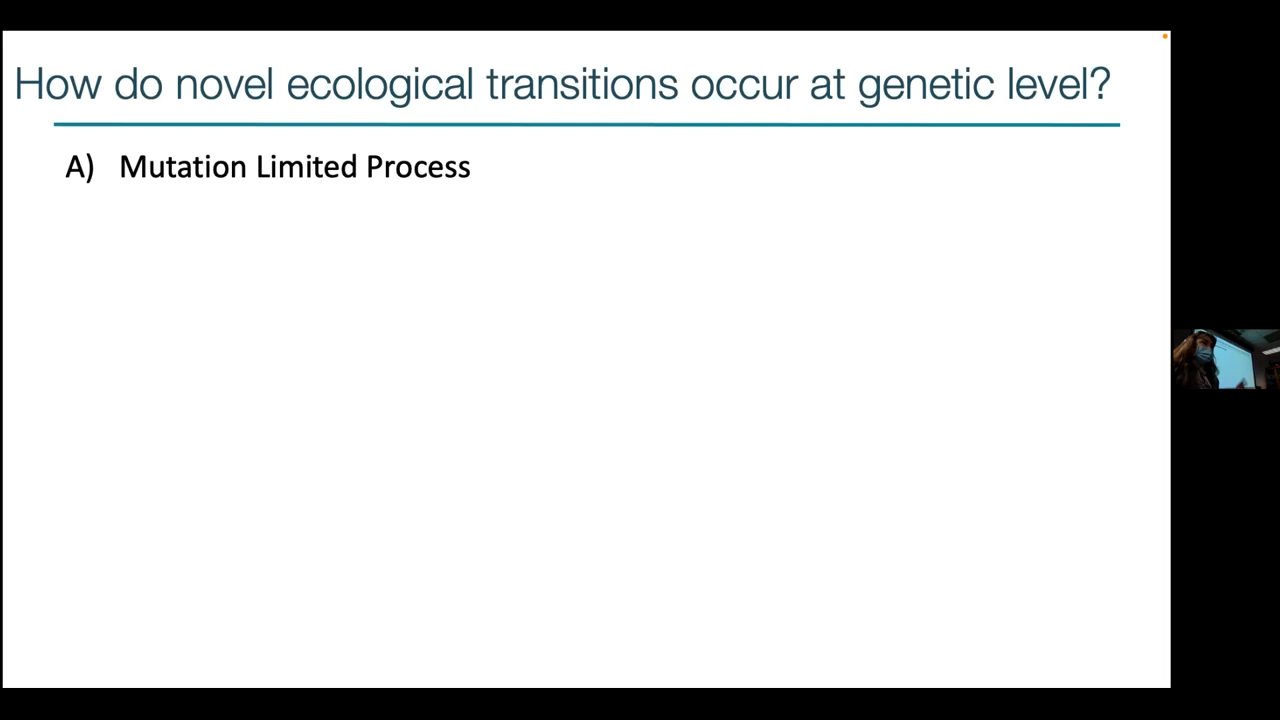 How do novel ecological transitions occur at genetic level?
A) Mutation Limited Process